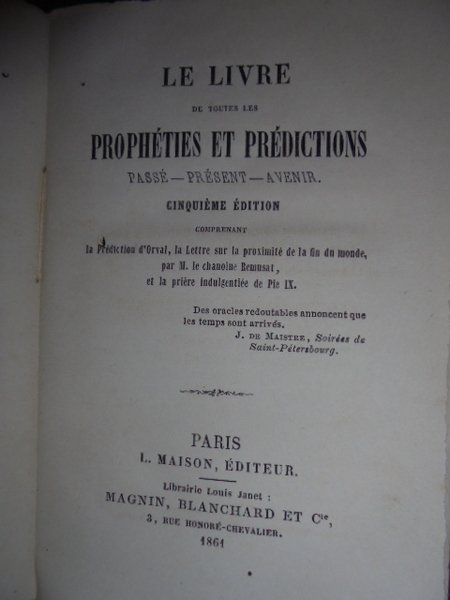 LE LIVRE
DE TOUTES LES
PROPHÉTIES ET PRÉDICTIONS
PASSÉ — PRÉSENT — AVENIR.
CINQUIÈME ÉDITION
COMPRENANT
la Prédiction d'Orval, la Lettre sur la proximité de la fin du monde,
par M. le chanoine Remusat,
et la prière indulgentiée de Pie IX.
Des oracles redoutables annoncent que
les temps sont arrivés.
J. DE MAISTRE, Soirées de
Saint-Pétersbourg.
PARIS
L. MAISON, ÉDITEUR.
Librairie Louis Janet :
MAGNIN, BLANCHARD ET Cie,
3, RUE HONORÉ-CHEVALIER.
1861